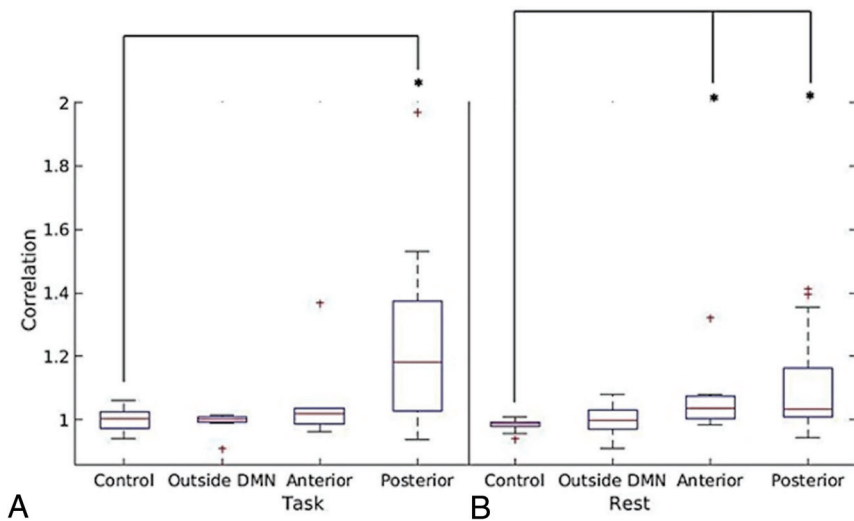 * * *
2
1.8
1.6
1.4
1.2
1
Correlation
Control Outside DMN Anterior Posterior Control Outside DMN Anterior Posterior
A Task B Rest